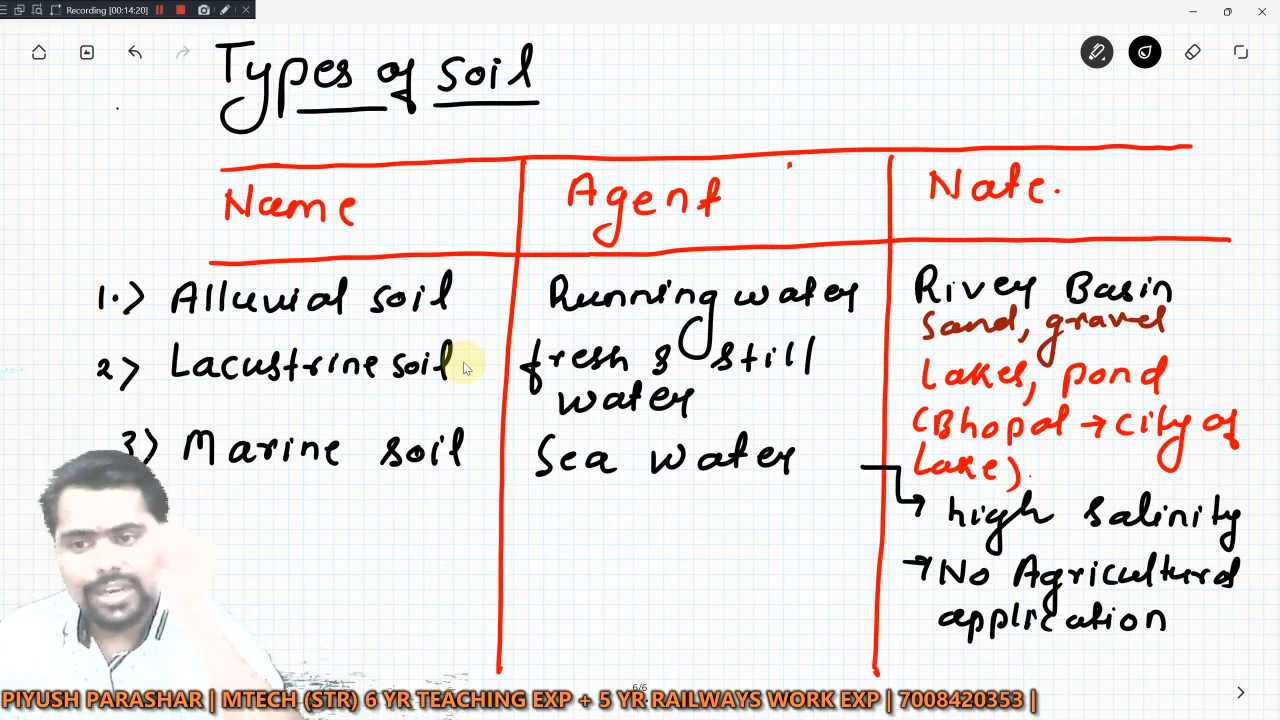 Recording [00:14:20]
Types of soil
Name Agent Note.
1.) Alluvial soil Running water River Basin
Sand, gravel
2) Lacustrine soil fresh & still water Lakes, pond
(Bhopal → City of Lake).
3) Marine soil Sea water → high salinity
→ No Agricultural application
6/6
PIYUSH PARASHAR | MTECH (STR) 6 YR TEACHING EXP + 5 YR RAILWAYS WORK EXP | 7008420353 |